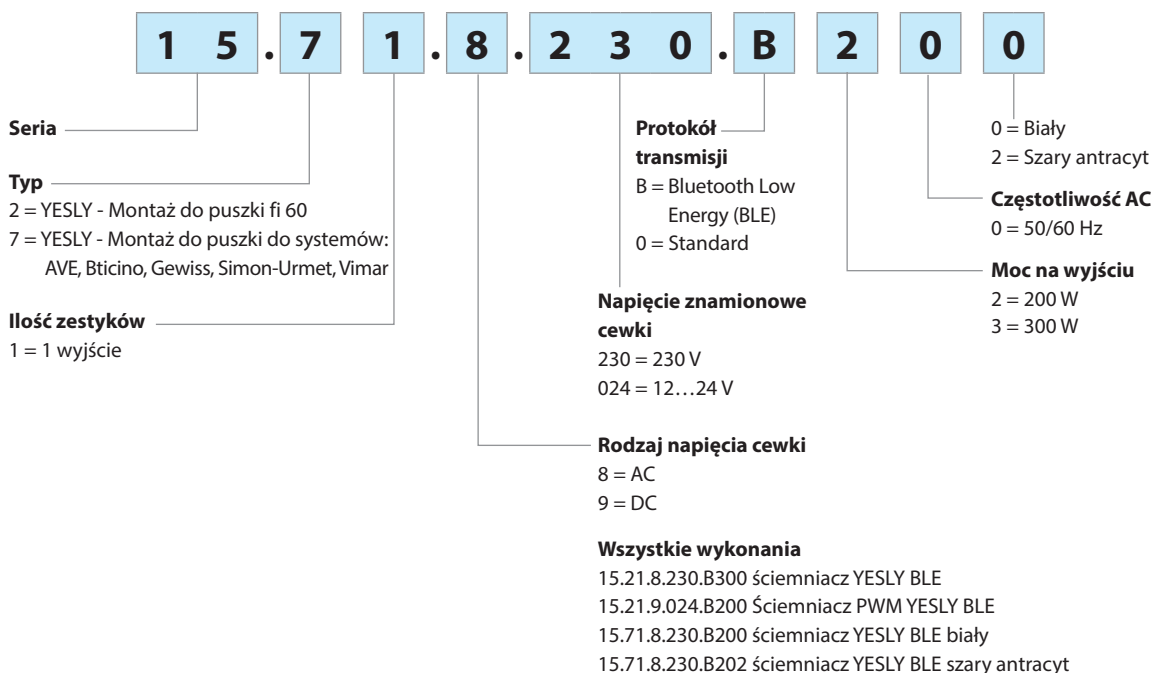 1 5 . 7 1 . 8 . 2 3 0 . B 2 0 0
Seria
Typ
2 = YESLY - Montaż do puszki fi 60
7 = YESLY - Montaż do puszki do systemów:
AVE, Bticino, Gewiss, Simon-Urmet, Vimar
Ilość zestyków
1 = 1 wyjście
Protokół
transmisji
B = Bluetooth Low
Energy (BLE)
0 = Standard
Napięcie znamionowe
cewki
230 = 230 V
024 = 12…24 V
Rodzaj napięcia cewki
8 = AC
9 = DC
0 = Biały
2 = Szary antracyt
Częstotliwość AC
0 = 50/60 Hz
Moc na wyjściu
2 = 200 W
3 = 300 W
Wszystkie wykonania
15.21.8.230.B300 ściemniacz YESLY BLE
15.21.9.024.B200 Ściemniacz PWM YESLY BLE
15.71.8.230.B200 ściemniacz YESLY BLE biały
15.71.8.230.B202 ściemniacz YESLY BLE szary antracyt